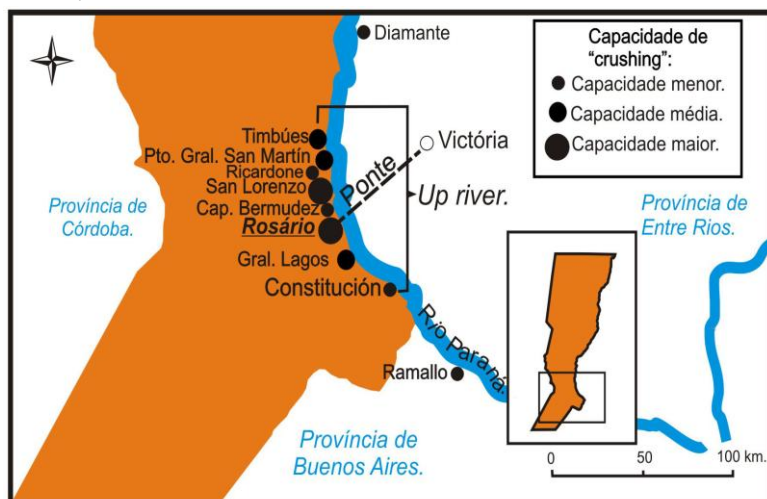 Diamante
Capacidade de
“crushing”:
Capacidade menor.
Capacidade média.
Capacidade maior.
Timbúes
Pto. Gral. San Martín
Ricardone
San Lorenzo
Cap. Bermudez
Rosário
Gral. Lagos
Constitución
Ponte
Victória
Up river.
Província de
Córdoba.
Província de
Entre Rios.
Río Paraná.
Ramallo
Província de
Buenos Aires.
0 50 100 km.